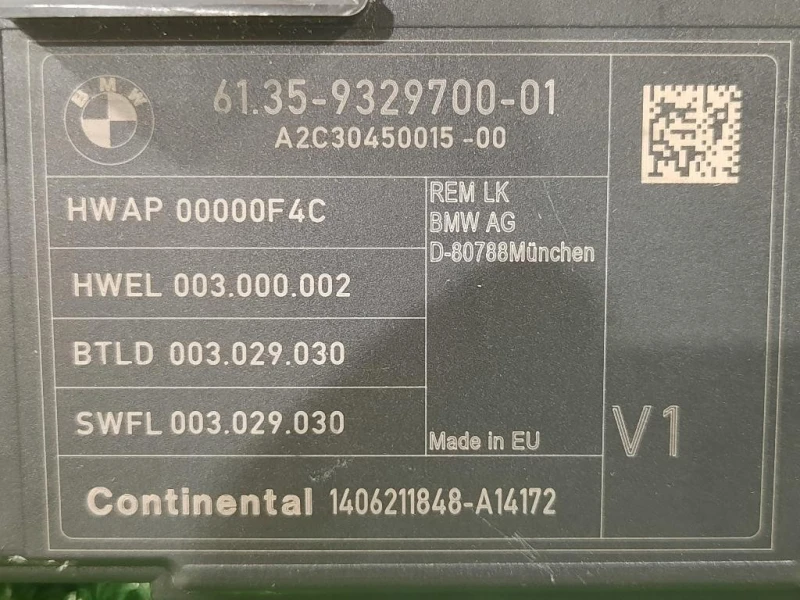 BMW
61.35-9329700-01
A2C30450015 -00
HWAP 00000F4C
HWEL 003.000.002
BTLD 003.029.030
SWFL 003.029.030
REM LK
BMW AG
D-80788München
Made in EU
V1
Continental 1406211848-A14172